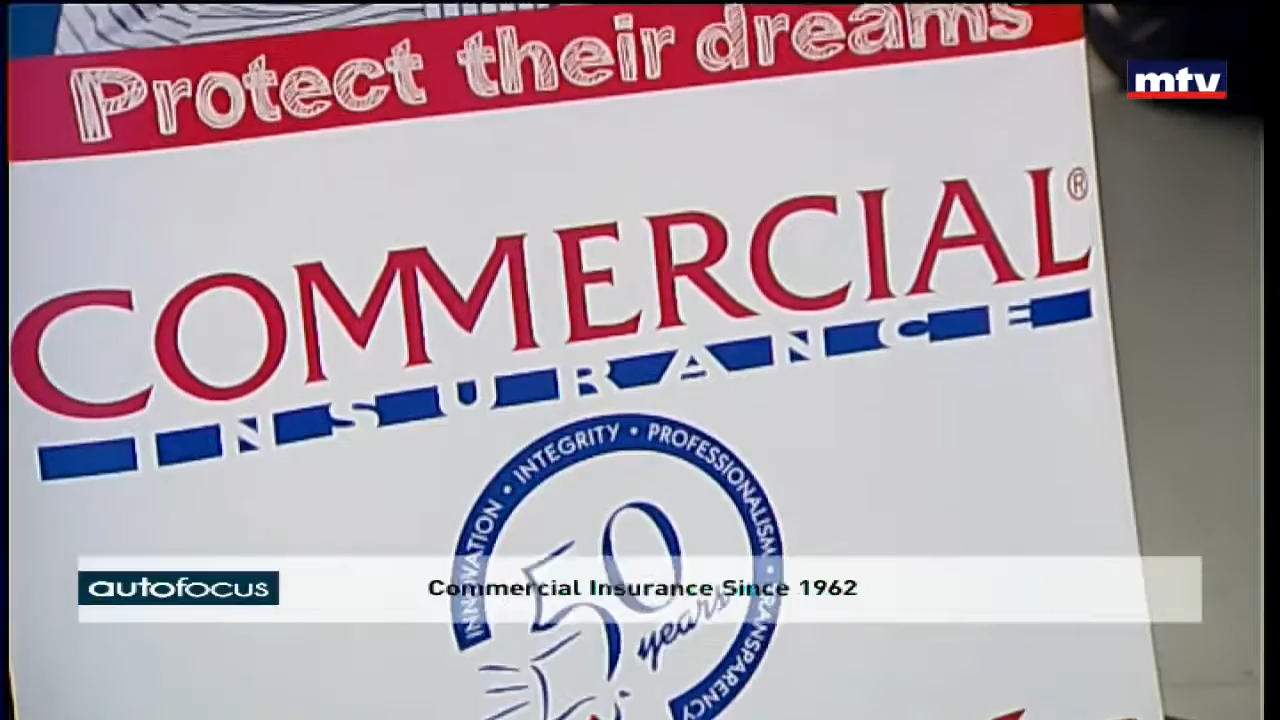 Protect their dreams
mtv
COMMERCIAL®
INSURANCE
INNOVATION • INTEGRITY • PROFESSIONALISM • TRANSPARENCY
50
years
autofocus
Commercial Insurance Since 1962